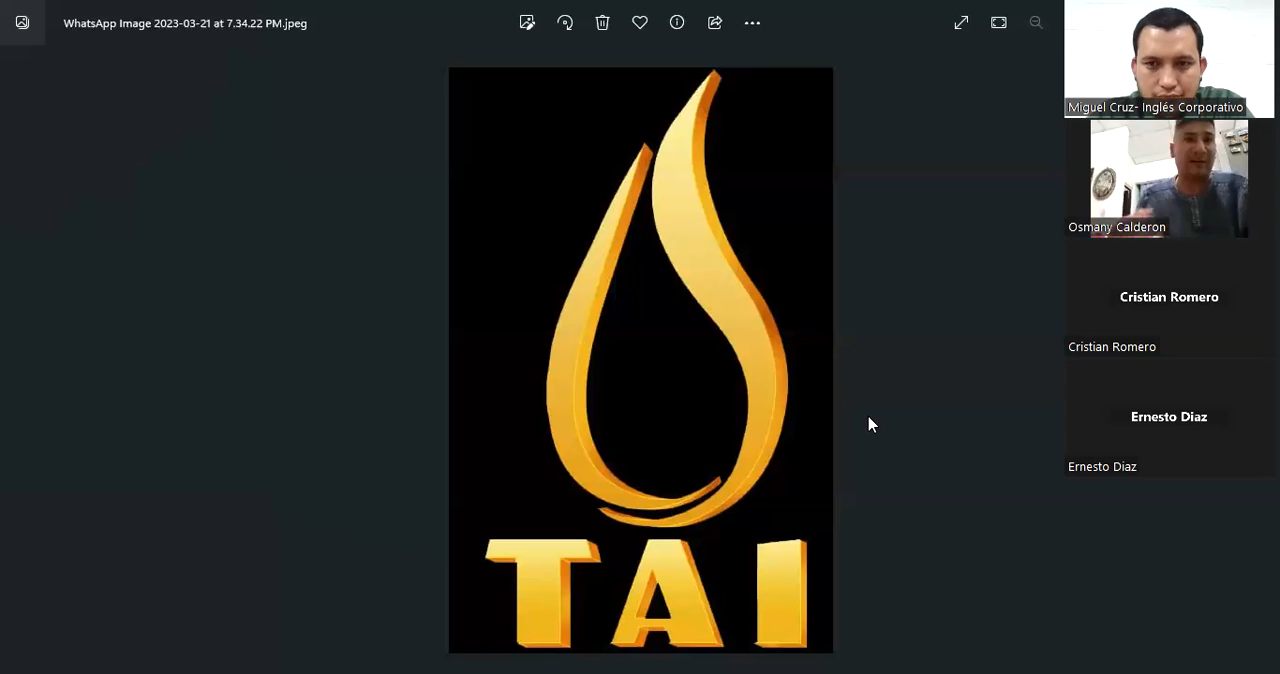 WhatsApp Image 2023-03-21 at 7.34.22 PM.jpeg
Miguel Cruz- Inglés Corporativo
Osmany Calderon
Cristian Romero
Cristian Romero
Ernesto Diaz
Ernesto Diaz
TAI